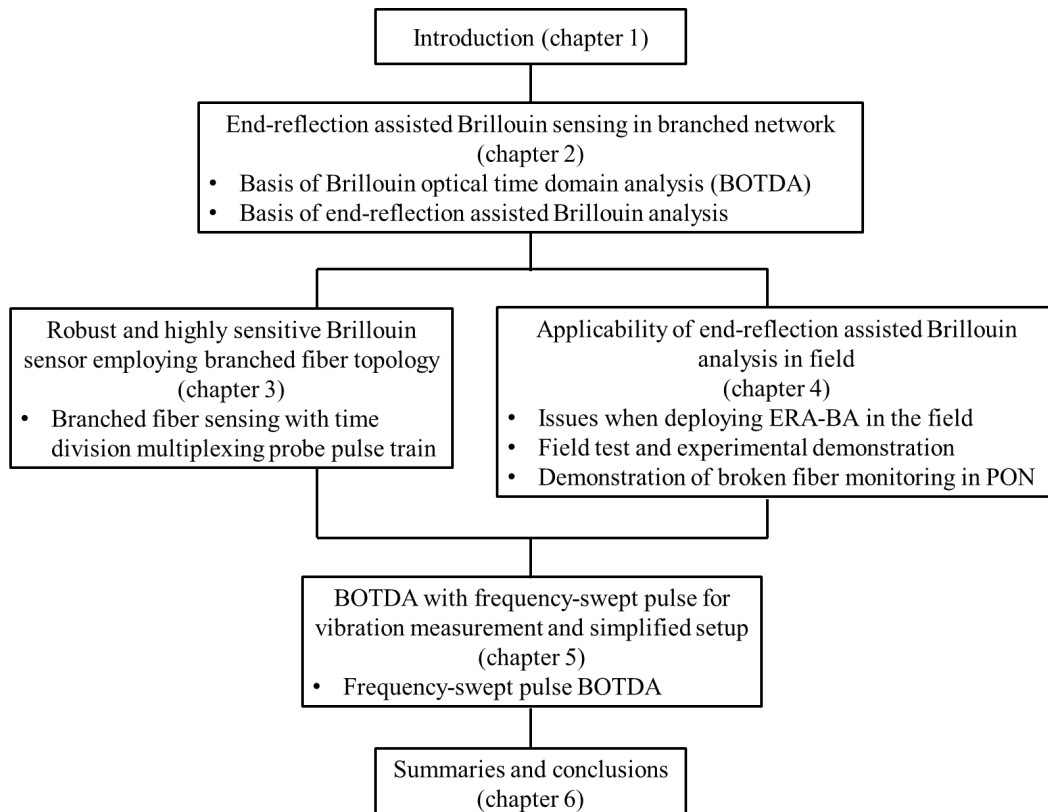 Introduction (chapter 1)
End-reflection assisted Brillouin sensing in branched network
(chapter 2)
• Basis of Brillouin optical time domain analysis (BOTDA)
• Basis of end-reflection assisted Brillouin analysis
Robust and highly sensitive Brillouin
sensor employing branched fiber topology
(chapter 3)
• Branched fiber sensing with time
division multiplexing probe pulse train
Applicability of end-reflection assisted Brillouin
analysis in field
(chapter 4)
• Issues when deploying ERA-BA in the field
• Field test and experimental demonstration
• Demonstration of broken fiber monitoring in PON
BOTDA with frequency-swept pulse for
vibration measurement and simplified setup
(chapter 5)
• Frequency-swept pulse BOTDA
Summaries and conclusions
(chapter 6)